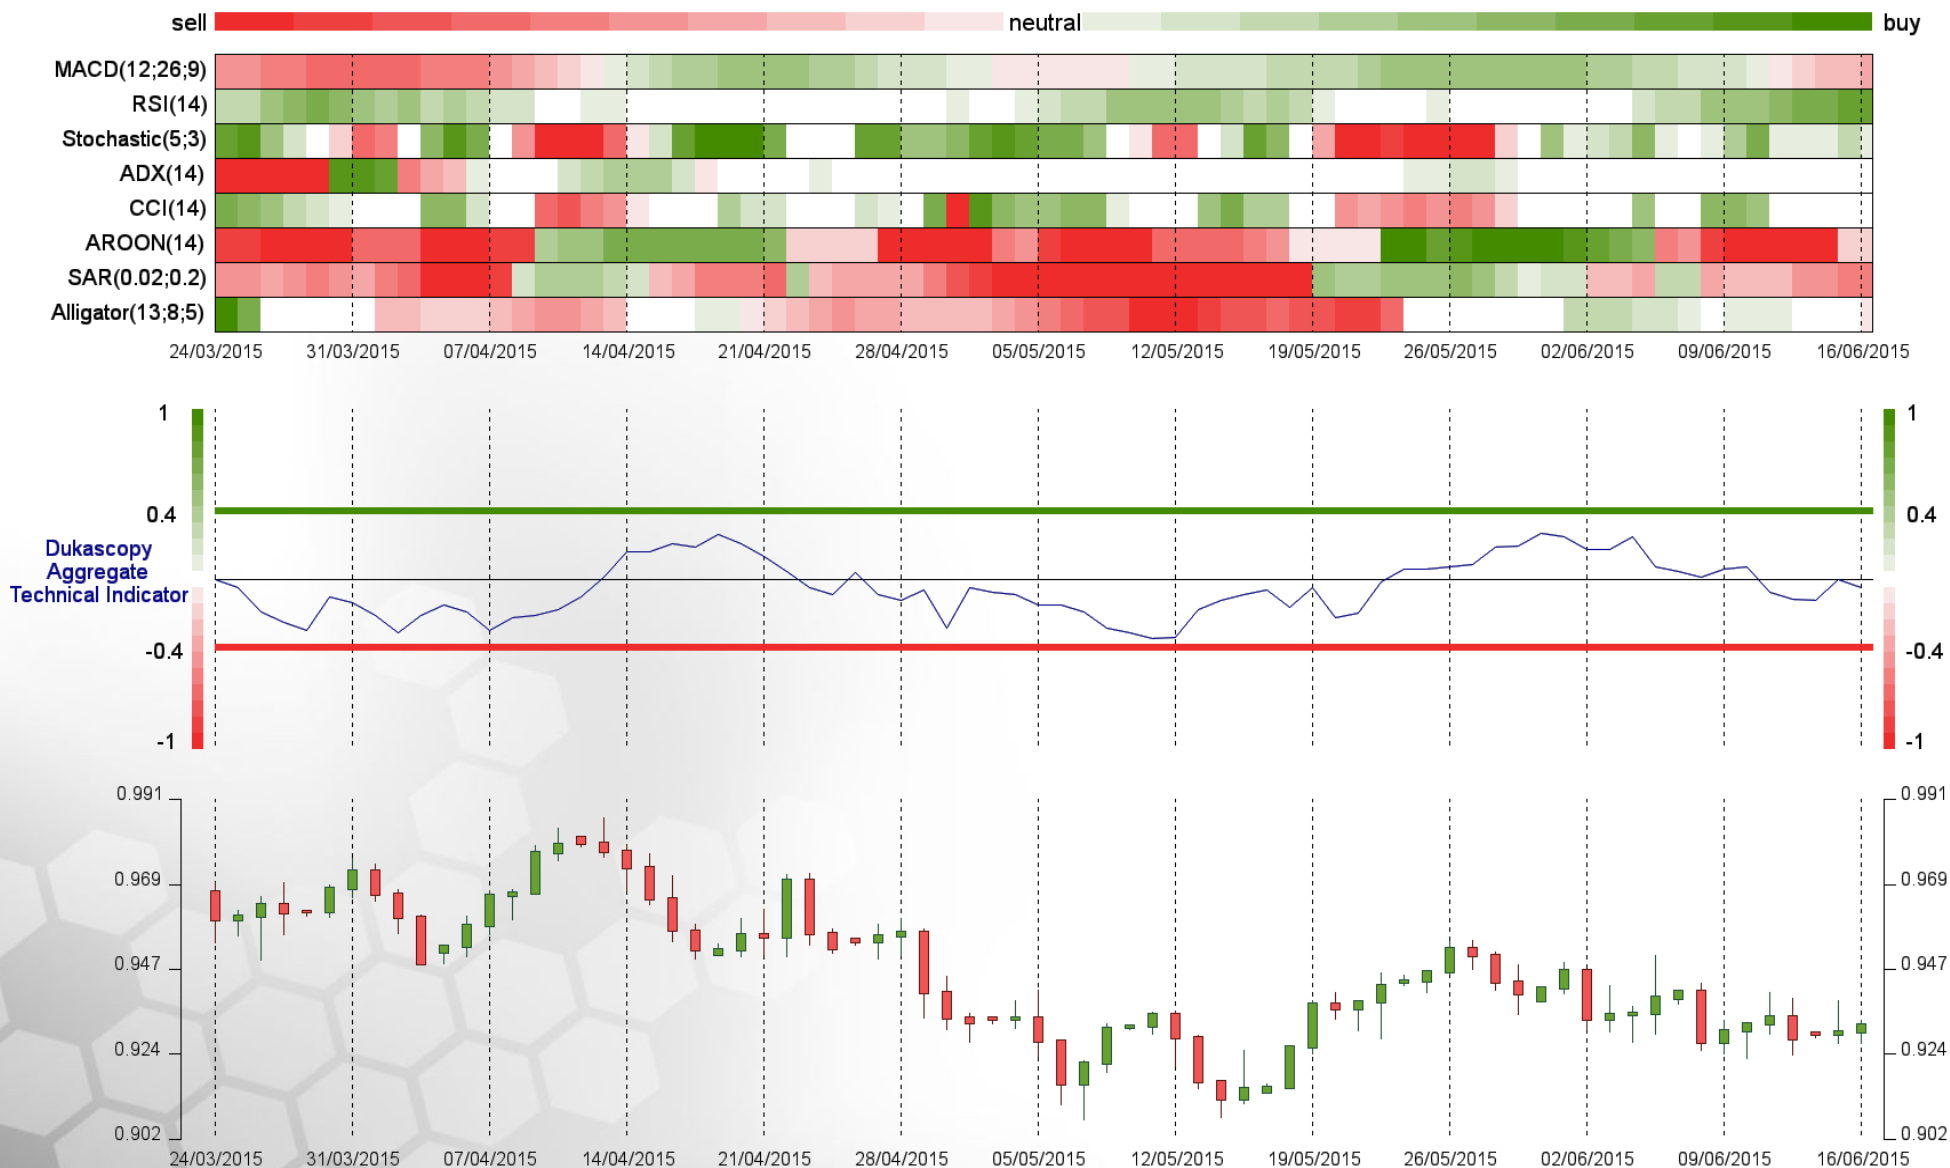 sell neutral buy
MACD(12;26;9)
RSI(14)
Stochastic(5;3)
ADX(14)
CCI(14)
AROON(14)
SAR(0.02;0.2)
Alligator(13;8;5)
24/03/2015 31/03/2015 07/04/2015 14/04/2015 21/04/2015 28/04/2015 05/05/2015 12/05/2015 19/05/2015 26/05/2015 02/06/2015 09/06/2015 16/06/2015
1 1
0.4 0.4
Dukascopy
Aggregate
Technical Indicator
-0.4 -0.4
-1 -1
0.991 0.991
0.969 0.969
0.947 0.947
0.924 0.924
0.902 0.902
24/03/2015 31/03/2015 07/04/2015 14/04/2015 21/04/2015 28/04/2015 05/05/2015 12/05/2015 19/05/2015 26/05/2015 02/06/2015 09/06/2015 16/06/2015